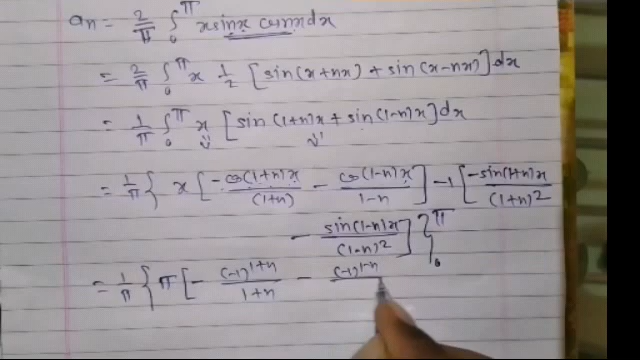 aₙ = 2/π ∫₀^π x sinx cosnx dx
= 2/π ∫₀^π x 1/2 [sin(x+nx) + sin(x-nx)] dx
= 1/π ∫₀^π x [sin(1+n)x + sin(1-n)x] dx
u v'
= 1/π { x [ -cos(1+n)x/(1+n) - cos(1-n)x/1-n ] -1 [ -sin(1+n)x/(1+n)²
- sin(1-n)x/(1-n)² ] }₀^π
= 1/π { π [ - (-1)^1+n/1+n - (-1)^1-n